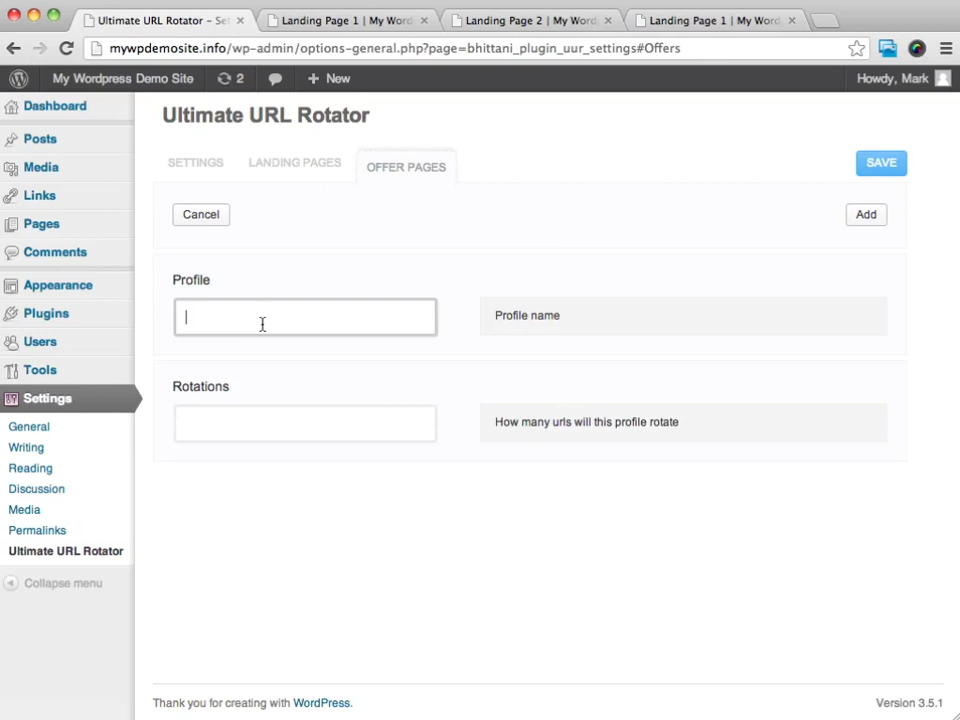 Ultimate URL Rotator – Set
Landing Page 1 | My Word
Landing Page 2 | My Word
Landing Page 1 | My Word
mywpdemosite.info/wp-admin/options-general.php?page=bhittani_plugin_uur_settings#Offers
My Wordpress Demo Site
2
New
Howdy, Mark
Dashboard
Posts
Media
Links
Pages
Comments
Appearance
Plugins
Users
Tools
Settings
General
Writing
Reading
Discussion
Media
Permalinks
Ultimate URL Rotator
Collapse menu
Ultimate URL Rotator
SETTINGS
LANDING PAGES
OFFER PAGES
SAVE
Cancel
Add
Profile
Profile name
Rotations
How many urls will this profile rotate
Thank you for creating with WordPress.
Version 3.5.1